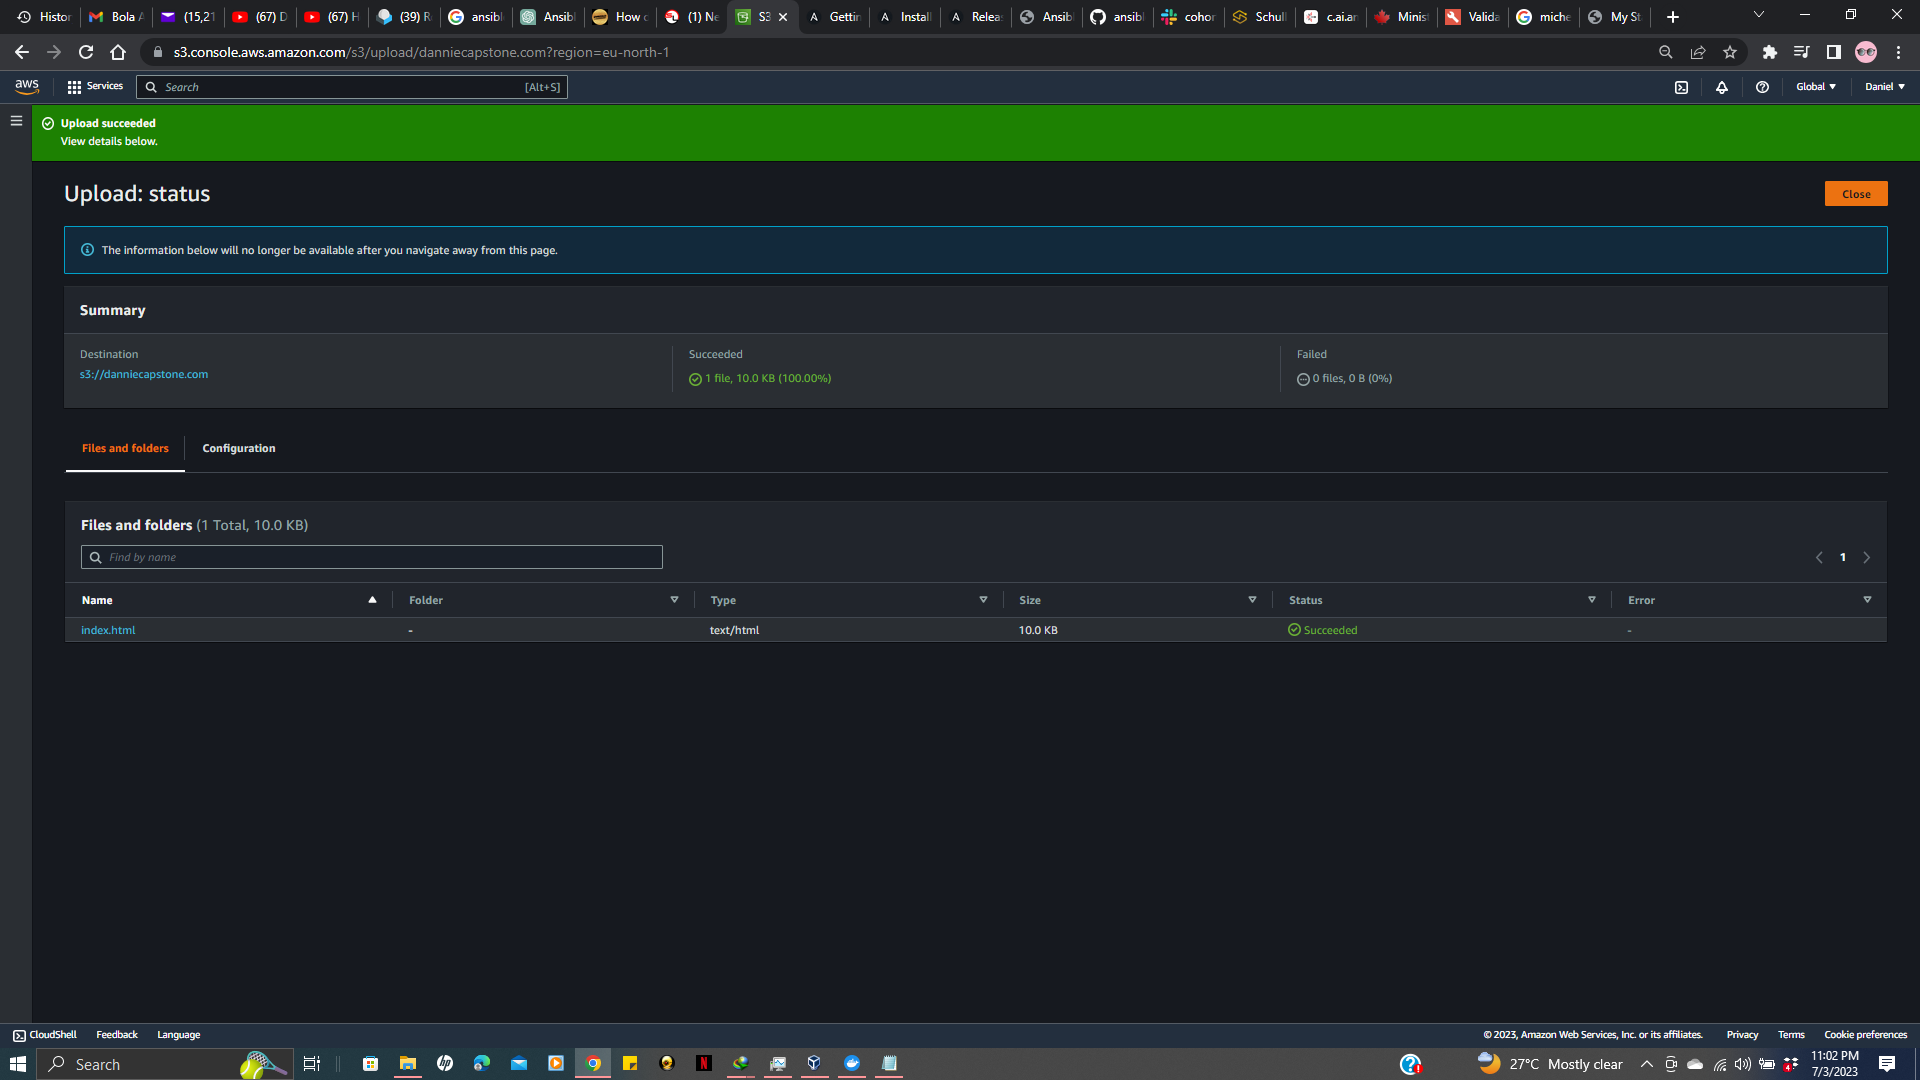 Histor
Bola A
(15,21
(67) D
(67) H
(39) R
ansibl
Ansibl
How c
(1) Ne
S3
Gettin
Install
Releas
Ansibl
ansibl
cohor
Schull
c.ai.ar
Minist
Valida
miche
My St
s3.console.aws.amazon.com/s3/upload/danniecapstone.com?region=eu-north-1
aws
Services
Search
[Alt+S]
Global
Daniel
Upload succeeded
View details below.
Upload: status
Close
The information below will no longer be available after you navigate away from this page.
Summary
Destination
s3://danniecapstone.com
Succeeded
1 file, 10.0 KB (100.00%)
Failed
0 files, 0 B (0%)
Files and folders
Configuration
Files and folders (1 Total, 10.0 KB)
Find by name
1
Name
Folder
Type
Size
Status
Error
index.html
-
text/html
10.0 KB
Succeeded
-
CloudShell
Feedback
Language
© 2023, Amazon Web Services, Inc. or its affiliates.
Privacy
Terms
Cookie preferences
Search
27°C Mostly clear
11:02 PM
7/3/2023